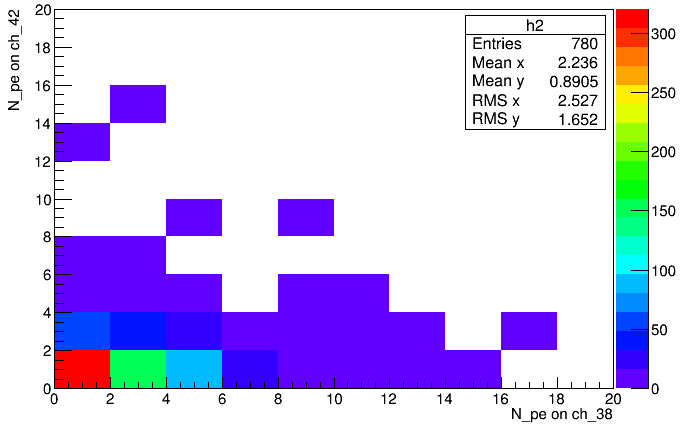 N_pe on ch_42
20
18
16
14
12
10
8
6
4
2
0
h2
Entries 780
Mean x 2.236
Mean y 0.8905
RMS x 2.527
RMS y 1.652
300
250
200
150
100
50
0
0 2 4 6 8 10 12 14 16 18 20
N_pe on ch_38